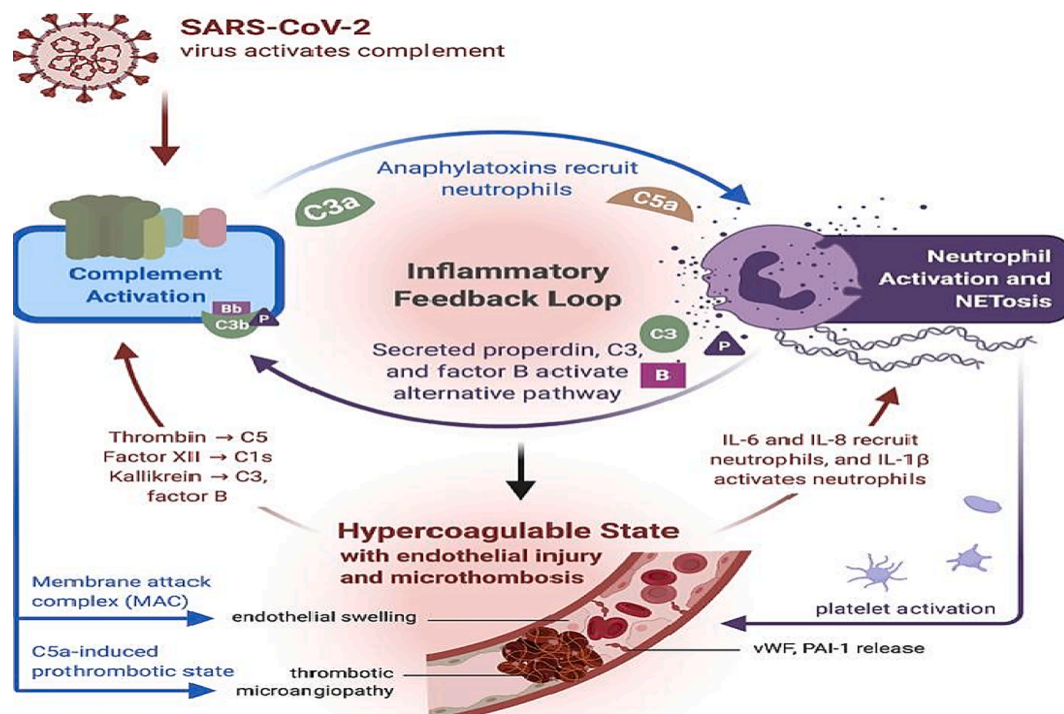 SARS-CoV-2
virus activates complement
Anaphylatoxins recruit
neutrophils
C3a
C5a
Complement
Activation
Bb
C3b
P
Inflammatory
Feedback Loop
Neutrophil
Activation and
NETosis
Secreted properdin, C3,
and factor B activate
alternative pathway
C3
P
B
Thrombin → C5
Factor XII → C1s
Kallikrein → C3,
factor B
IL-6 and IL-8 recruit
neutrophils, and IL-1β
activates neutrophils
Hypercoagulable State
with endothelial injury
and microthombosis
Membrane attack
complex (MAC)
endothelial swelling
platelet activation
C5a-induced
prothrombotic state
vWF, PAI-1 release
thrombotic
microangiopathy